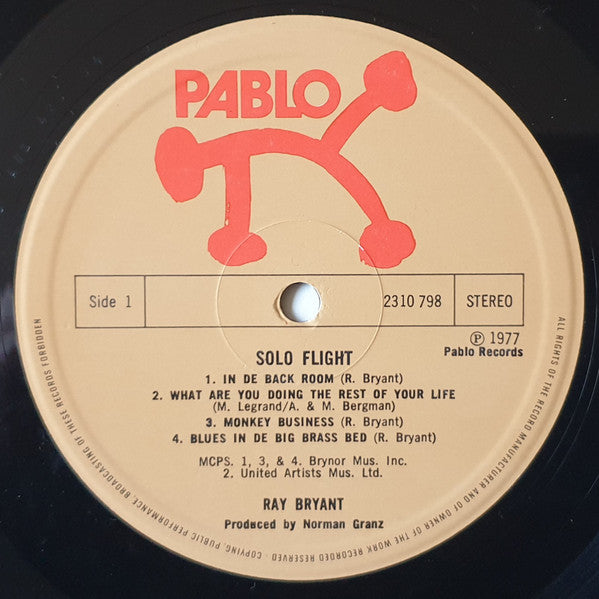 PABLO
Side 1
2310 798
STEREO
Ⓟ 1977
Pablo Records
SOLO FLIGHT
1. IN DE BACK ROOM (R. Bryant)
2. WHAT ARE YOU DOING THE REST OF YOUR LIFE
(M. Legrand/A. & M. Bergman)
3. MONKEY BUSINESS (R. Bryant)
4. BLUES IN DE BIG BRASS BED (R. Bryant)
MCPS. 1, 3, & 4. Brynor Mus. Inc.
2. United Artists Mus. Ltd.
RAY BRYANT
Produced by Norman Granz
ALL RIGHTS OF THE RECORD MANUFACTURER AND OF OWNER OF THE WORK RECORDED RESERVED · COPYING, PUBLIC PERFORMANCE BROADCASTING OF THESE RECORDS FORBIDDEN